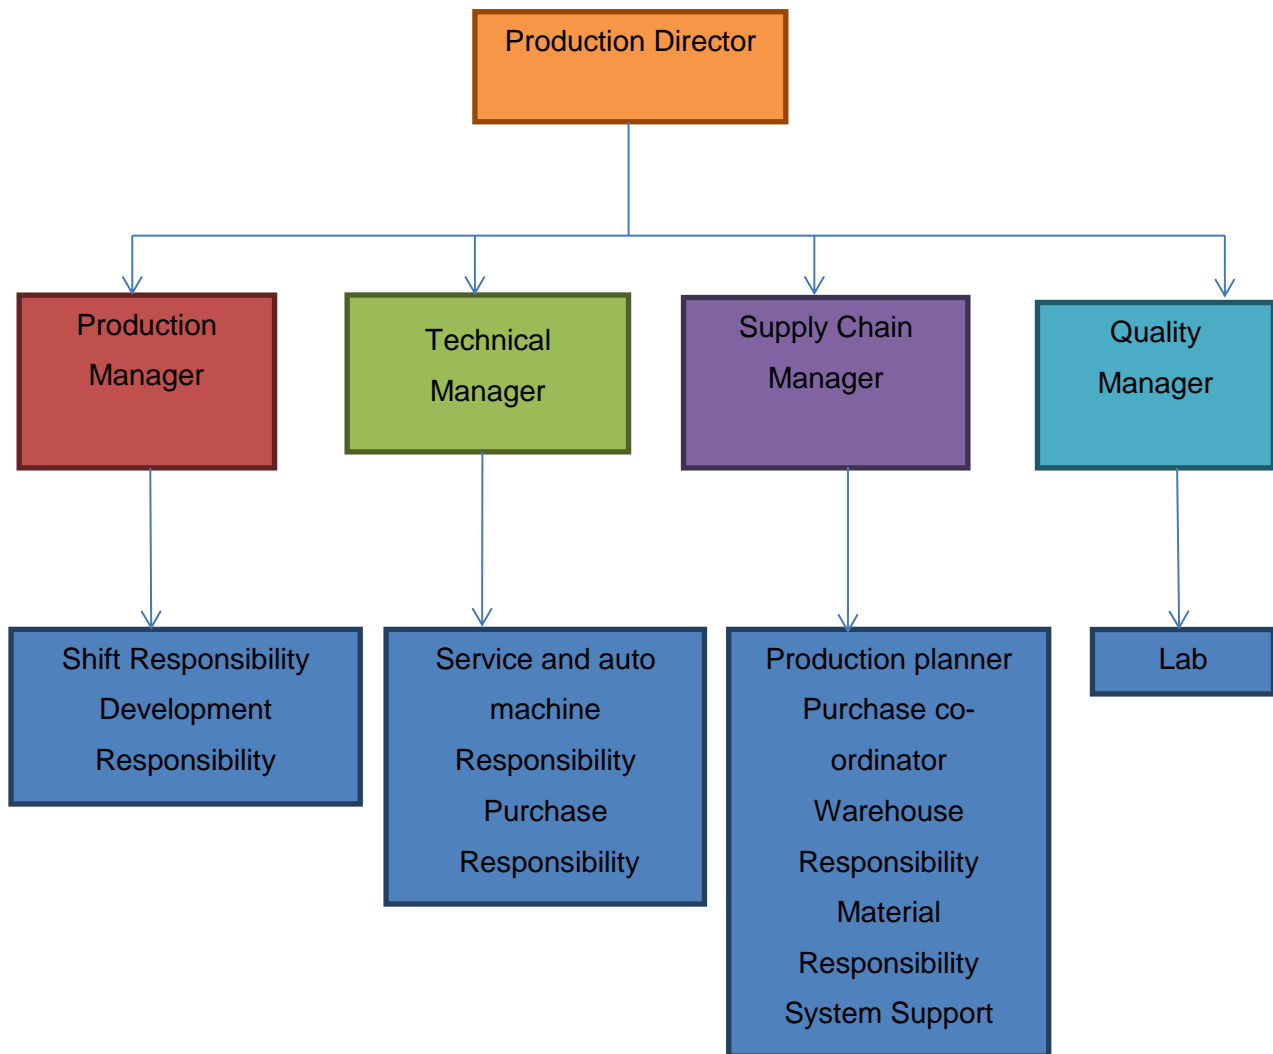 Production Director
Production
Manager
Technical
Manager
Supply Chain
Manager
Quality
Manager
Shift Responsibility
Development
Responsibility
Service and auto
machine
Responsibility
Purchase
Responsibility
Production planner
Purchase co-
ordinator
Warehouse
Responsibility
Material
Responsibility
System Support
Lab